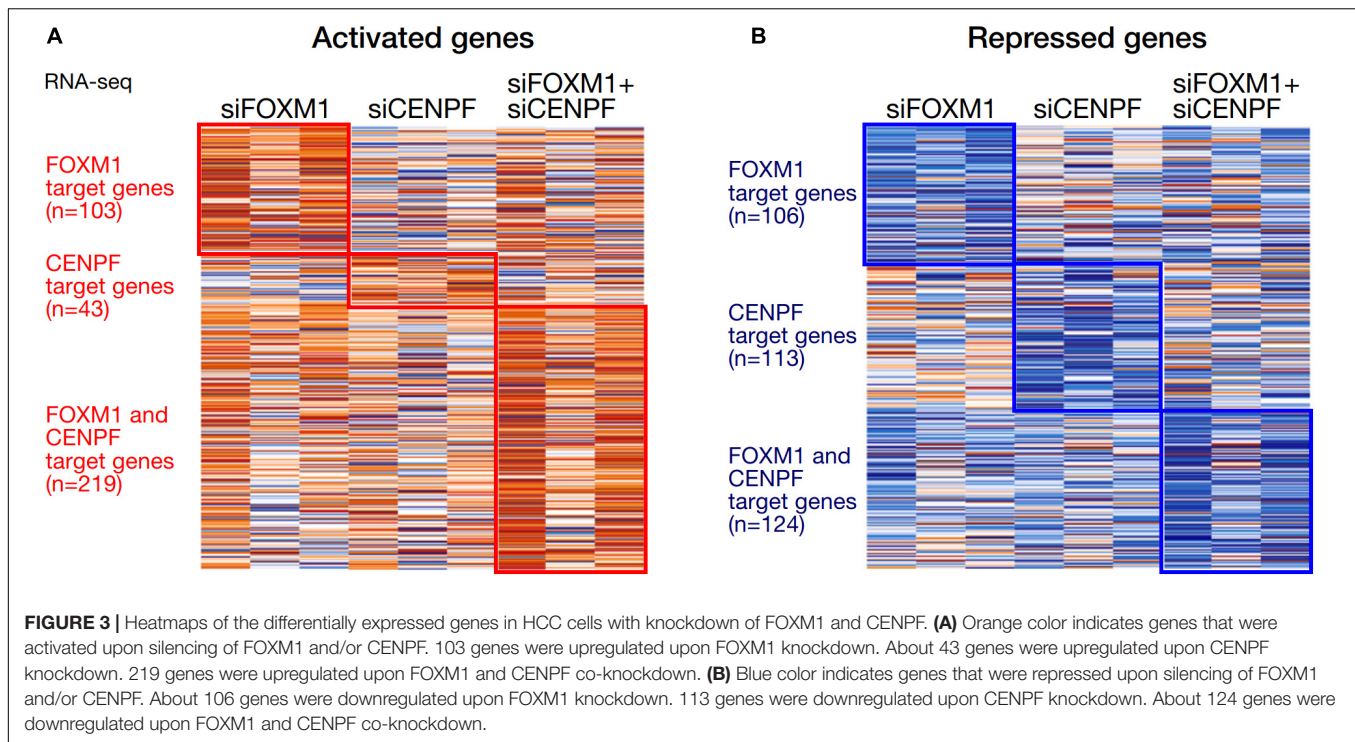 A
Activated genes
RNA-seq
siFOXM1
siCENPF
siFOXM1+
siCENPF
FOXM1
target genes
(n=103)
CENPF
target genes
(n=43)
FOXM1 and
CENPF
target genes
(n=219)
B
Repressed genes
siFOXM1
siCENPF
siFOXM1+
siCENPF
FOXM1
target genes
(n=106)
CENPF
target genes
(n=113)
FOXM1 and
CENPF
target genes
(n=124)
FIGURE 3 | Heatmaps of the differentially expressed genes in HCC cells with knockdown of FOXM1 and CENPF. (A) Orange color indicates genes that were
activated upon silencing of FOXM1 and/or CENPF. 103 genes were upregulated upon FOXM1 knockdown. About 43 genes were upregulated upon CENPF
knockdown. 219 genes were upregulated upon FOXM1 and CENPF co-knockdown. (B) Blue color indicates genes that were repressed upon silencing of FOXM1
and/or CENPF. About 106 genes were downregulated upon FOXM1 knockdown. 113 genes were downregulated upon CENPF knockdown. About 124 genes were
downregulated upon FOXM1 and CENPF co-knockdown.